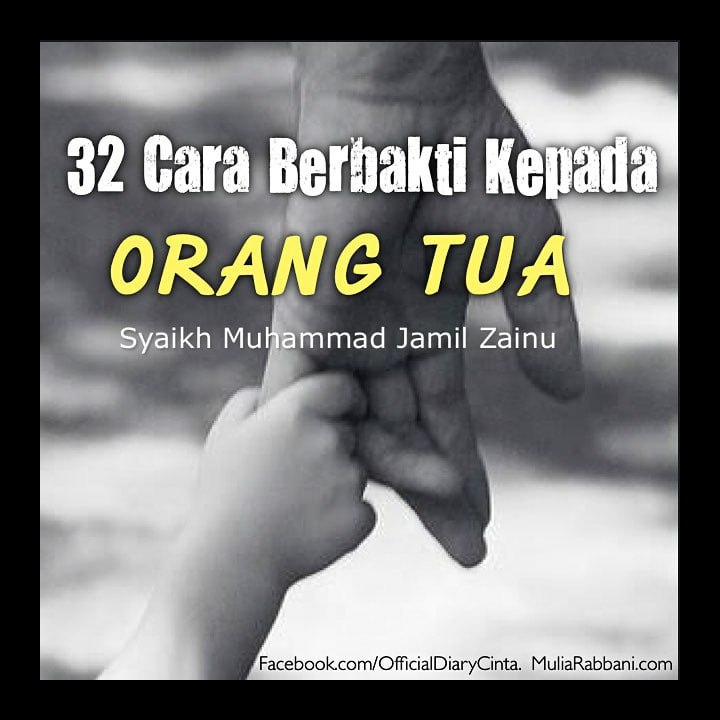 32 Cara Berbakti Kepada
ORANG TUA
Syaikh Muhammad Jamil Zainu
Facebook.com/OfficialDiaryCinta. MuliaRabbani.com